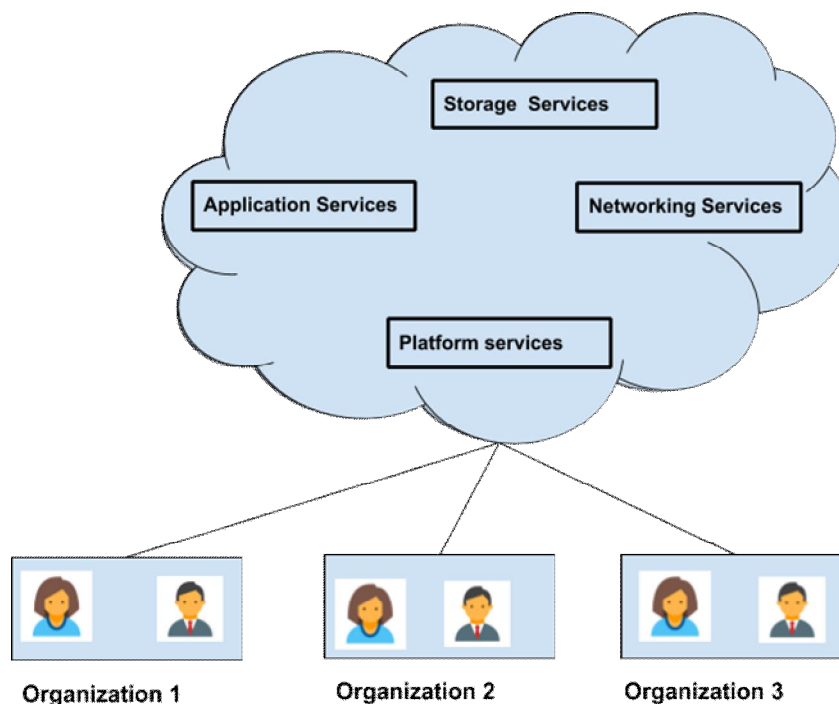 Storage Services
Application Services
Networking Services
Platform services
Organization 1
Organization 2
Organization 3